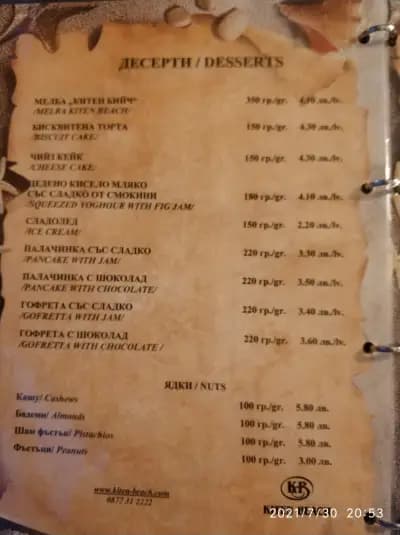 ДЕСЕРТИ / DESSERTS
МЕЛБА „КИТЕН БИЙЧ“ 350 гр./gr. 4.10 лв./lv.
/MELBA KITEN BEACH/
БИСКВИТЕНА ТОРТА 150 гр./gr. 4.30 лв./lv.
/BISCUIT CAKE/
ЧИЙЗ КЕЙК 150 гр./gr. 4.30 лв./lv.
/CHEESE CAKE/
ЦЕДЕНО КИСЕЛО МЛЯКО
СЪС СЛАДКО ОТ СМОКИНИ 180 гр./gr. 4.10 лв./lv.
/SQUEEZED YOGHOUR WITH FIG JAM/
СЛАДОЛЕД 150 гр./gr. 2.20 лв./lv.
/ICE CREAM/
ПАЛАЧИНКА СЪС СЛАДКО 220 гр./gr. 3.30 лв./lv.
/PANCAKE WITH JAM/
ПАЛАЧИНКА С ШОКОЛАД 220 гр./gr. 3.50 лв./lv.
/PANCAKE WITH CHOCOLATE/
ГОФРЕТА СЪС СЛАДКО 220 гр./gr. 3.40 лв./lv.
/GOFRETTA WITH JAM/
ГОФРЕТА С ШОКОЛАД 220 гр./gr. 3.60 лв./lv.
/GOFRETTA WITH CHOCOLATE /
ЯДКИ / NUTS
Кашу/ Cashews 100 гр./gr. 5.80 лв.
Бадеми/ Almonds 100 гр./gr. 5.80 лв.
Шам фъстък/ Pistachios 100 гр./gr. 5.80 лв.
Фъстъци/ Peanuts 100 гр./gr. 3.00 лв.
www.kiten-beach.com
0877 31 2222
2021/7/30 20:53